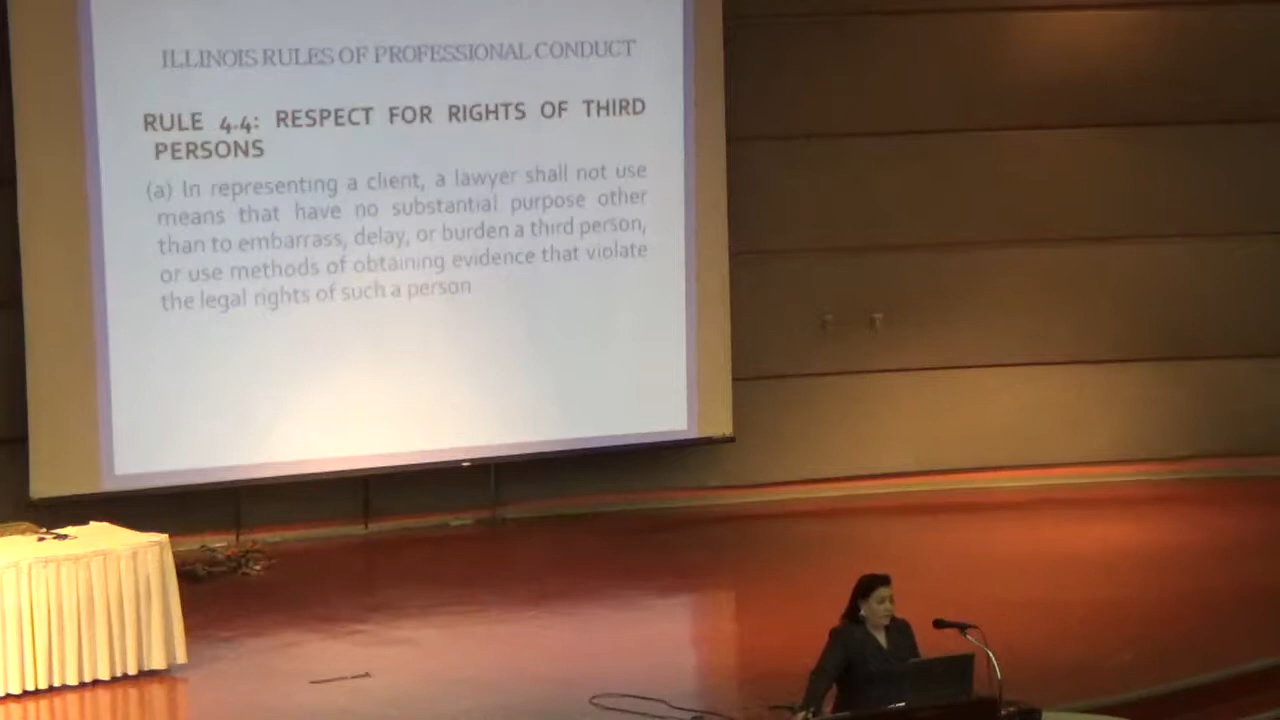 ILLINOIS RULES OF PROFESSIONAL CONDUCT
RULE 4.4: RESPECT FOR RIGHTS OF THIRD
PERSONS
(a) In representing a client, a lawyer shall not use
means that have no substantial purpose other
than to embarrass, delay, or burden a third person,
or use methods of obtaining evidence that violate
the legal rights of such a person